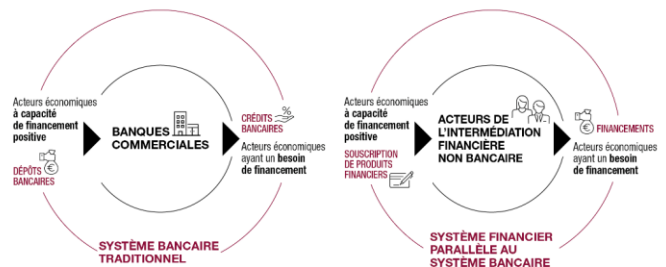 Acteurs économiques
à capacité
de financement
positive
DÉPÔTS
BANCAIRES
BANQUES
COMMERCIALES
CRÉDITS
BANCAIRES
Acteurs économiques
ayant un besoin
de financement
SYSTÈME BANCAIRE
TRADITIONNEL
Acteurs économiques
à capacité
de financement
positive
SOUSCRIPTION
DE PRODUITS
FINANCIERS
ACTEURS DE
L'INTERMÉDIATION
FINANCIÈRE
NON BANCAIRE
FINANCEMENTS
Acteurs économiques
ayant un besoin
de financement
SYSTÈME FINANCIER
PARALLÈLE AU
SYSTÈME BANCAIRE